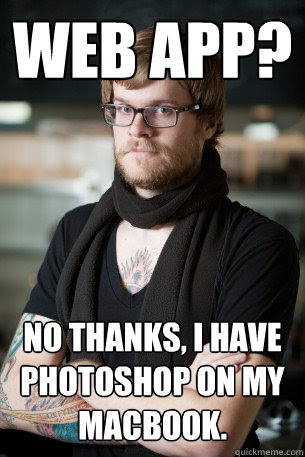 WEB APP?
NO THANKS, I HAVE
PHOTOSHOP ON MY
MACBOOK.
quickmeme.com